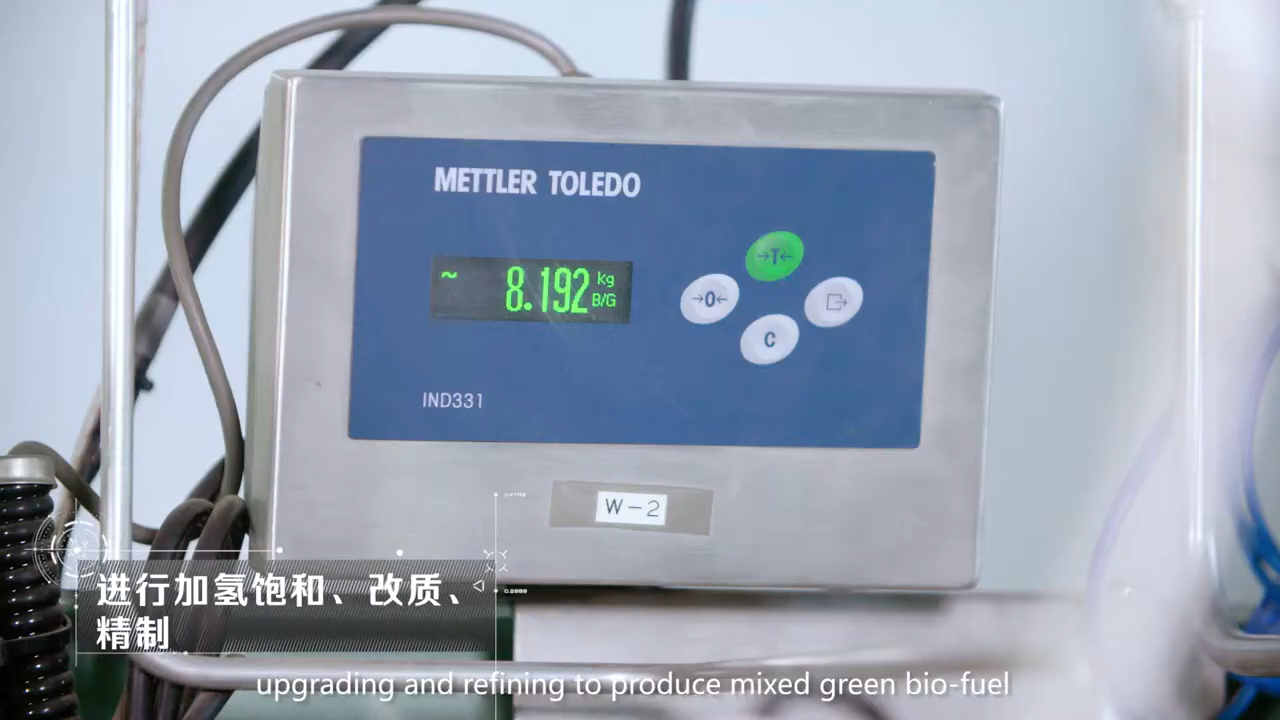 METTLER TOLEDO
~ 8.192 kg
B/G
→T←
→0←
C
IND331
W-2
进行加氢饱和、改质、
精制
upgrading and refining to produce mixed green bio-fuel